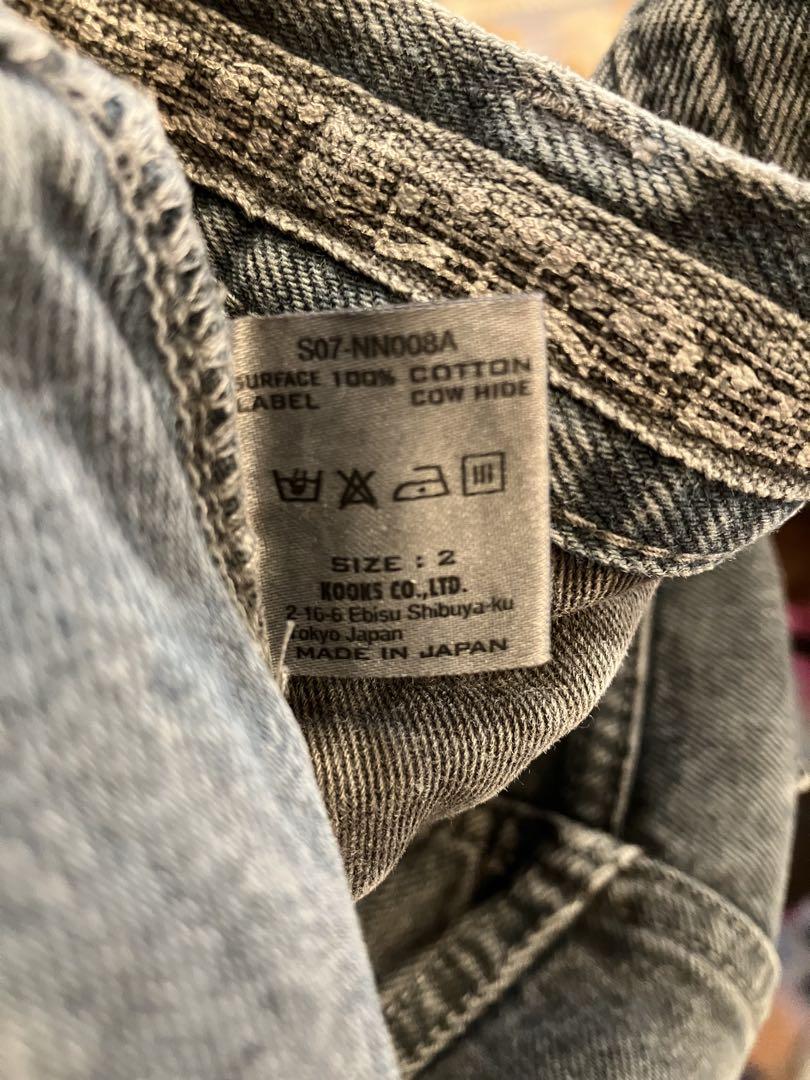 S07-NN008A
SURFACE 100% COTTON
LABEL COW HIDE
SIZE : 2
KOOKS CO.,LTD.
2-16-6 Ebisu Shibuya-ku
Tokyo Japan
MADE IN JAPAN